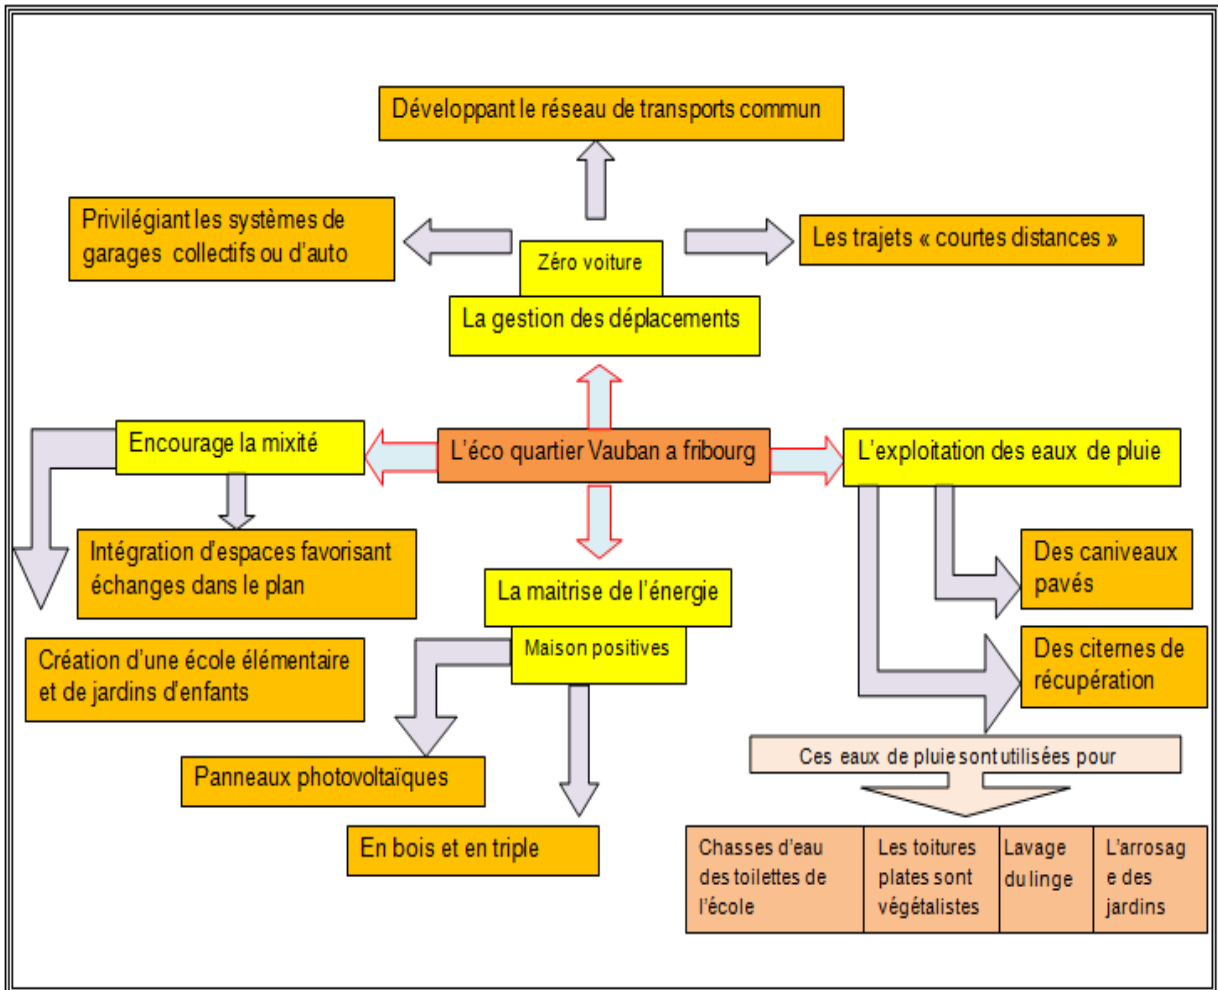 Développant le réseau de transports commun
Privilégiant les systèmes de
garages collectifs ou d'auto
Les trajets « courtes distances »
Zéro voiture
La gestion des déplacements
Encourage la mixité
L'éco quartier Vauban a fribourg
L'exploitation des eaux de pluie
Intégration d'espaces favorisant
échanges dans le plan
Des caniveaux
pavés
La maitrise de l'énergie
Maison positives
Création d'une école élémentaire
et de jardins d'enfants
Des citernes de
récupération
Panneaux photovoltaïques
Ces eaux de pluie sont utilisées pour
En bois et en triple
Chasses d'eau
des toilettes de
l'école
Les toitures
plates sont
végétalistes
Lavage
du linge
L'arrosag
e des
jardins